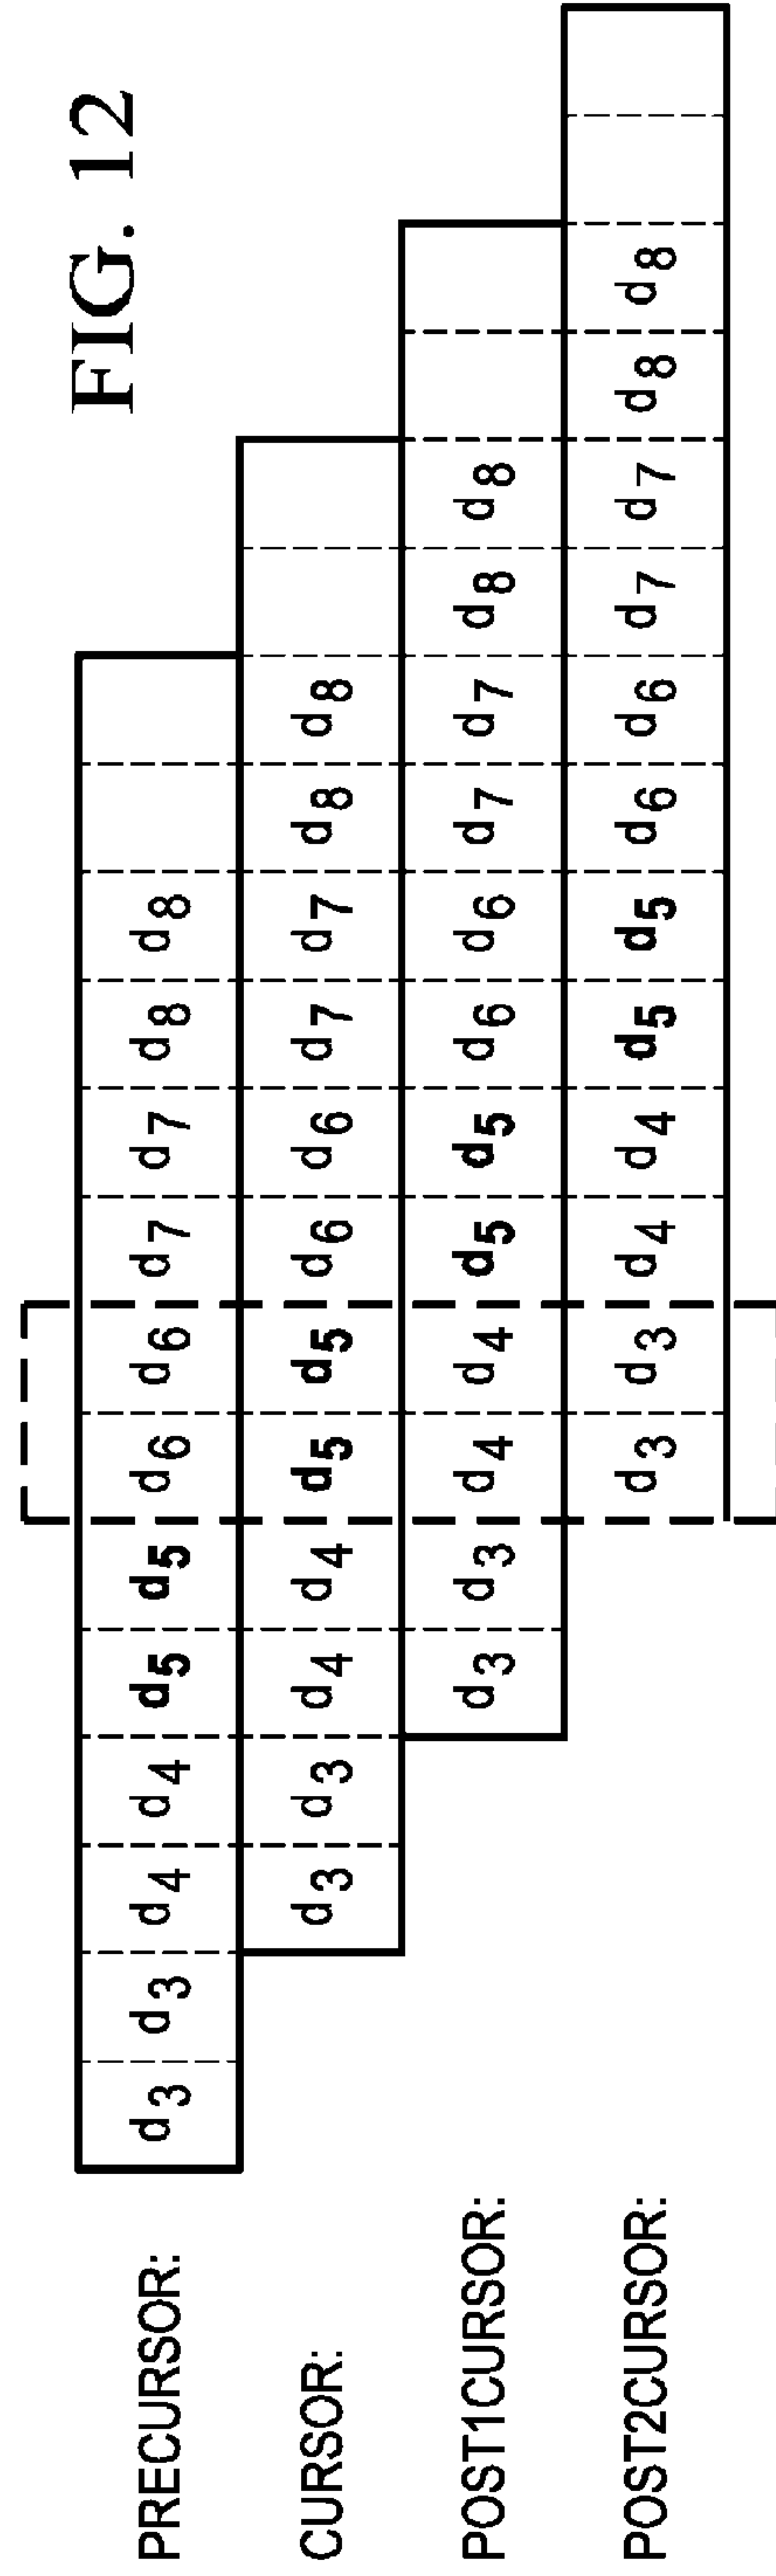 FIG. 12
PRECURSOR: d3 d3 d4 d4 d5 d5 d6 d6 d7 d7 d8 d8
CURSOR: d3 d3 d4 d4 d5 d5 d6 d6 d7 d7 d8 d8
POST1CURSOR: d3 d3 d4 d4 d5 d5 d6 d6 d7 d7 d8 d8
POST2CURSOR: d3 d3 d4 d4 d5 d5 d6 d6 d7 d7 d8 d8